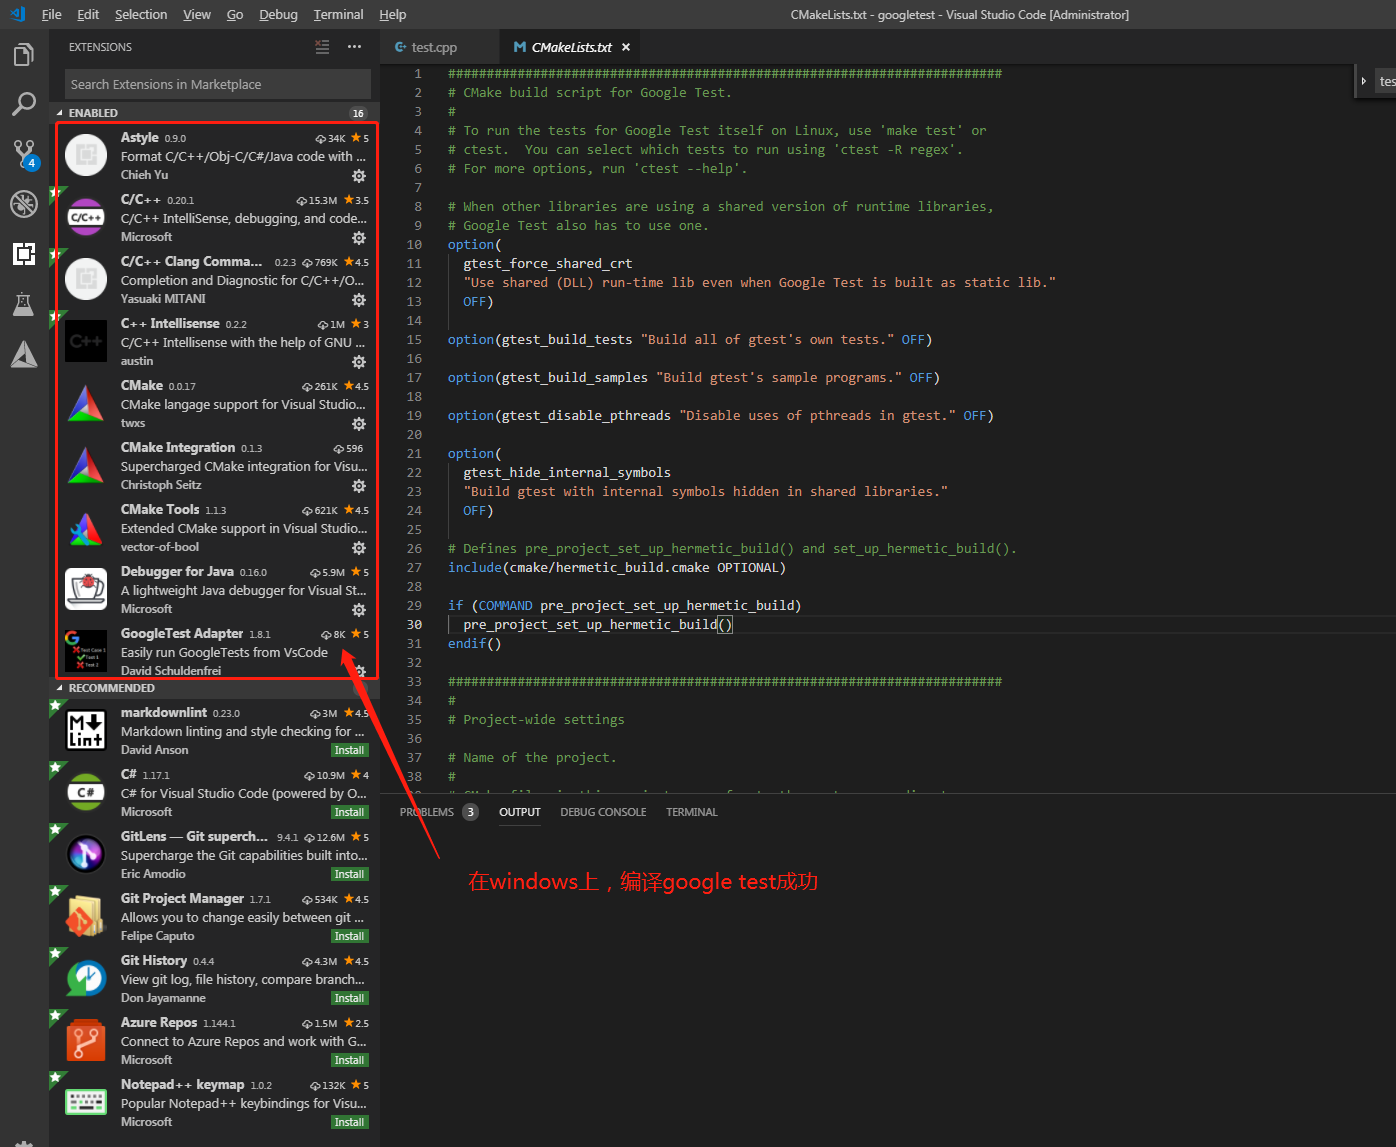 File Edit Selection View Go Debug Terminal Help
CMakeLists.txt - googletest - Visual Studio Code [Administrator]
EXTENSIONS
Search Extensions in Marketplace
ENABLED 16
Astyle 0.9.0 34K 5
Format C/C++/Obj-C/C#/Java code with ...
Chieh Yu
C/C++
C/C++ 0.20.1 15.3M 3.5
C/C++ IntelliSense, debugging, and code...
Microsoft
4
C/C++ Clang Comma... 0.2.3 769K 4.5
Completion and Diagnostic for C/C++/O...
Yasuaki MITANI
C++
C++ Intellisense 0.2.2 1M 3
C/C++ Intellisense with the help of GNU ...
austin
CMake 0.0.17 261K 4.5
CMake langage support for Visual Studio...
twxs
CMake Integration 0.1.3 596
Supercharged CMake integration for Visu...
Christoph Seitz
CMake Tools 1.1.3 621K 4.5
Extended CMake support in Visual Studio...
vector-of-bool
Debugger for Java 0.16.0 5.9M 5
A lightweight Java debugger for Visual St...
Microsoft
GoogleTest Adapter 1.8.1 8K 5
Easily run GoogleTests from VsCode
David Schuldenfrei
RECOMMENDED
M Lint
markdownlint 0.23.0 3M 4.5
Markdown linting and style checking for ...
David Anson Install
C#
C# 1.17.1 10.9M 4
C# for Visual Studio Code (powered by O...
Microsoft Install
GitLens — Git superch... 9.4.1 12.6M 5
Supercharge the Git capabilities built into...
Eric Amodio Install
Git Project Manager 1.7.1 534K 4.5
Allows you to change easily between git ...
Felipe Caputo Install
Git History 0.4.4 4.3M 4.5
View git log, file history, compare branch...
Don Jayamanne Install
Azure Repos 1.144.1 1.5M 2.5
Connect to Azure Repos and work with G...
Microsoft Install
Notepad++ keymap 1.0.2 132K 5
Popular Notepad++ keybindings for Visu...
Microsoft Install
test.cpp M CMakeLists.txt ×
tes
1 ########################################################################
2 # CMake build script for Google Test.
3 #
4 # To run the tests for Google Test itself on Linux, use 'make test' or
5 # ctest.  You can select which tests to run using 'ctest -R regex'.
6 # For more options, run 'ctest --help'.
7
8 # When other libraries are using a shared version of runtime libraries,
9 # Google Test also has to use one.
10 option(
11 gtest_force_shared_crt
12 "Use shared (DLL) run-time lib even when Google Test is built as static lib."
13 OFF)
14
15 option(gtest_build_tests "Build all of gtest's own tests." OFF)
16
17 option(gtest_build_samples "Build gtest's sample programs." OFF)
18
19 option(gtest_disable_pthreads "Disable uses of pthreads in gtest." OFF)
20
21 option(
22 gtest_hide_internal_symbols
23 "Build gtest with internal symbols hidden in shared libraries."
24 OFF)
25
26 # Defines pre_project_set_up_hermetic_build() and set_up_hermetic_build().
27 include(cmake/hermetic_build.cmake OPTIONAL)
28
29 if (COMMAND pre_project_set_up_hermetic_build)
30 pre_project_set_up_hermetic_build()
31 endif()
32
33 ########################################################################
34 #
35 # Project-wide settings
36
37 # Name of the project.
38 #
PROBLEMS 3 OUTPUT DEBUG CONSOLE TERMINAL
在windows上，编译google test成功